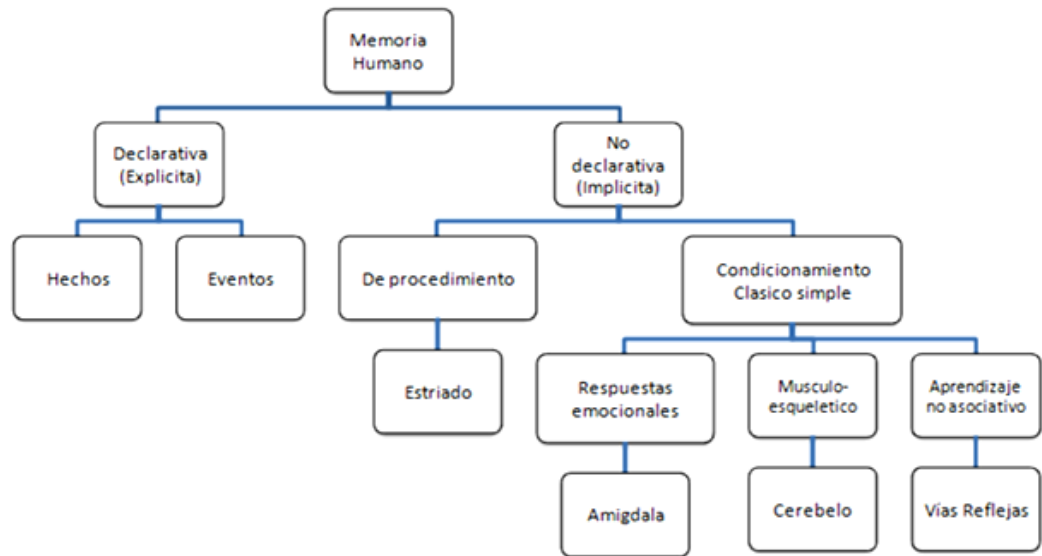 Memoria
Humano
Declarativa
(Explicita)
No
declarativa
(Implicita)
Hechos
Eventos
De procedimiento
Condicionamiento
Clasico simple
Estriado
Respuestas
emocionales
Musculo-
esqueletico
Aprendizaje
no asociativo
Amigdala
Cerebelo
Vías Reflejas